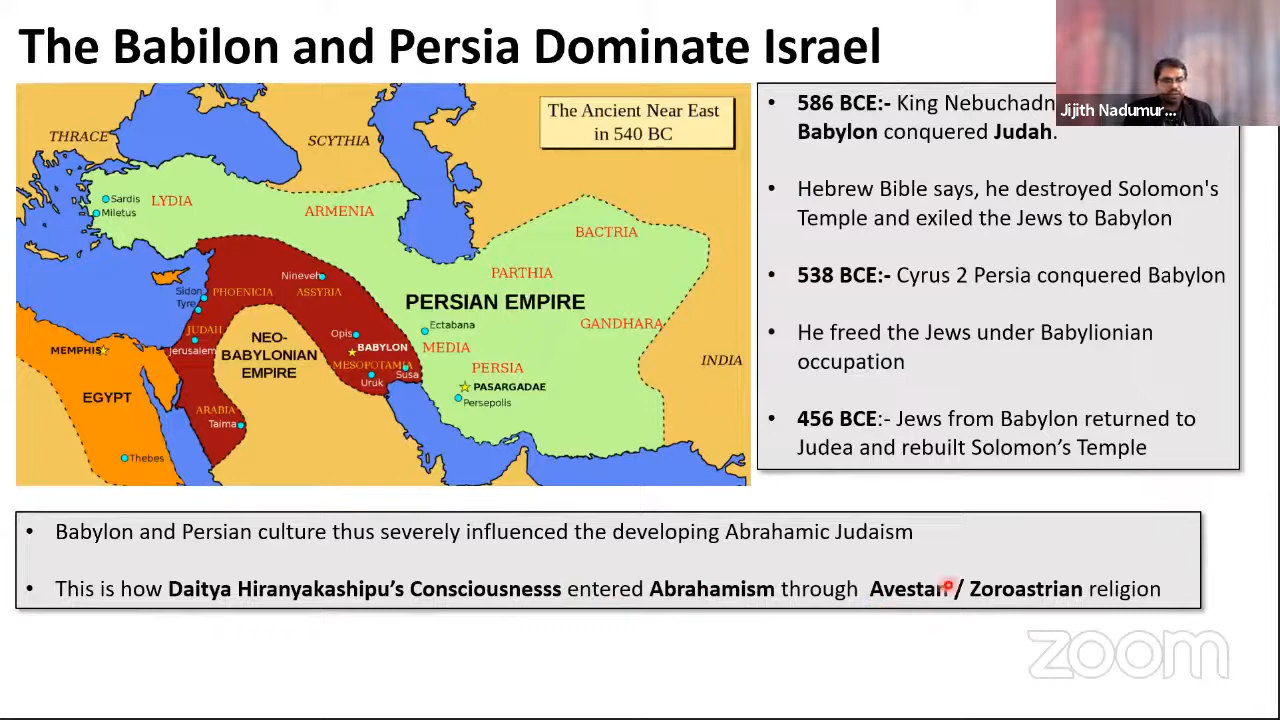 The Babilon and Persia Dominate Israel
Jijith Nadumur...
The Ancient Near East
in 540 BC
THRACE
SCYTHIA
Sardis
LYDIA
Miletus
ARMENIA
BACTRIA
PARTHIA
Nineveh
PHOENICIA
ASSYRIA
Sidon
Tyre
PERSIAN EMPIRE
GANDHARA
JUDAH
Jerusalem
NEO-
BABYLONIAN
EMPIRE
Opis
BABYLON
MESOPOTAMIA
Uruk
Susa
Ectabana
MEDIA
PERSIA
PASARGADAE
Persepolis
INDIA
MEMPHIS
EGYPT
ARABIA
Taima
Thebes
• 586 BCE:- King Nebuchadn
Babylon conquered Judah.
• Hebrew Bible says, he destroyed Solomon's
Temple and exiled the Jews to Babylon
• 538 BCE:- Cyrus 2 Persia conquered Babylon
• He freed the Jews under Babylionian
occupation
• 456 BCE:- Jews from Babylon returned to
Judea and rebuilt Solomon’s Temple
• Babylon and Persian culture thus severely influenced the developing Abrahamic Judaism
• This is how Daitya Hiranyakashipu’s Consciousnesss entered Abrahamism through Avestan / Zoroastrian religion
zoom